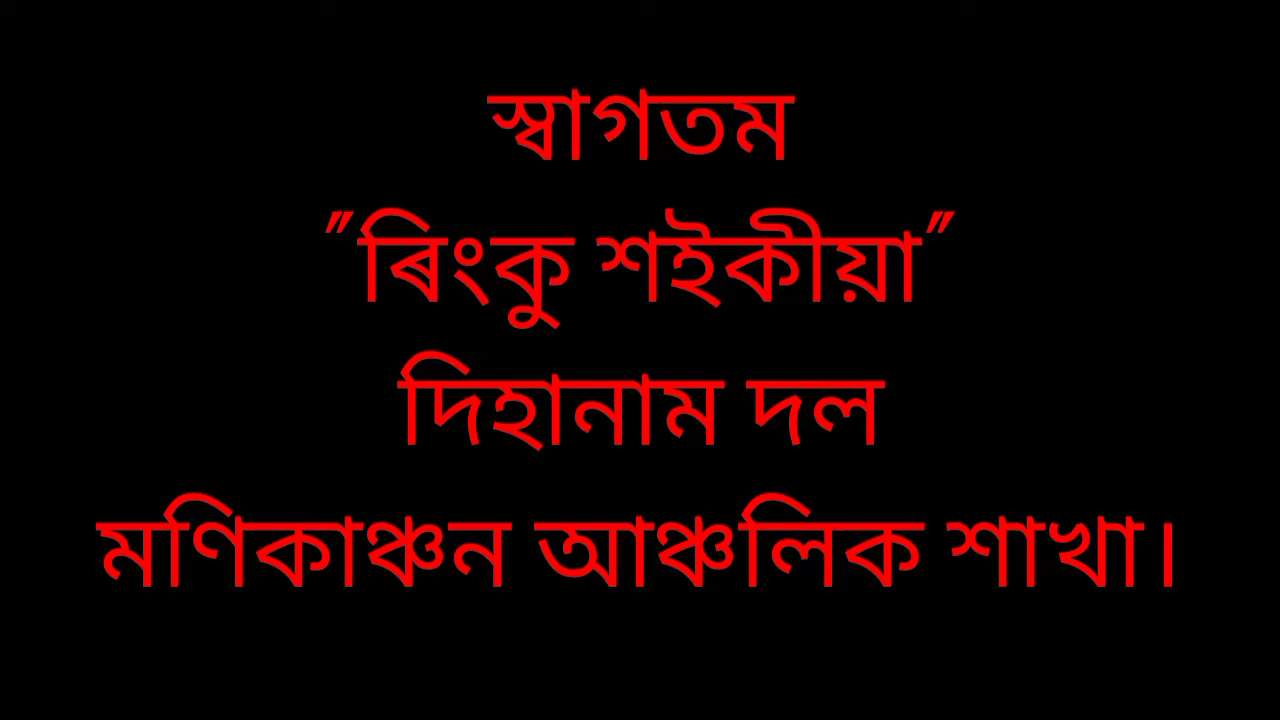 স্বাগতম
"ৰিংকু শইকীয়া"
দিহানাম দল
মণিকাঞ্চন আঞ্চলিক শাখা।